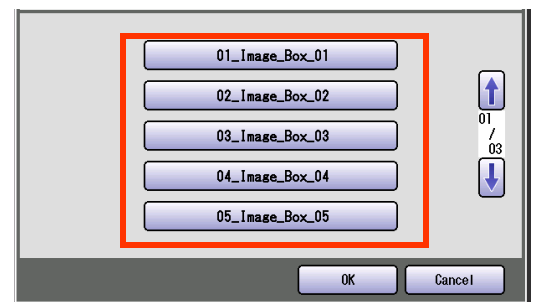 01_Image_Box_01
02_Image_Box_02
03_Image_Box_03
04_Image_Box_04
05_Image_Box_05
01
/
03
OK Cancel